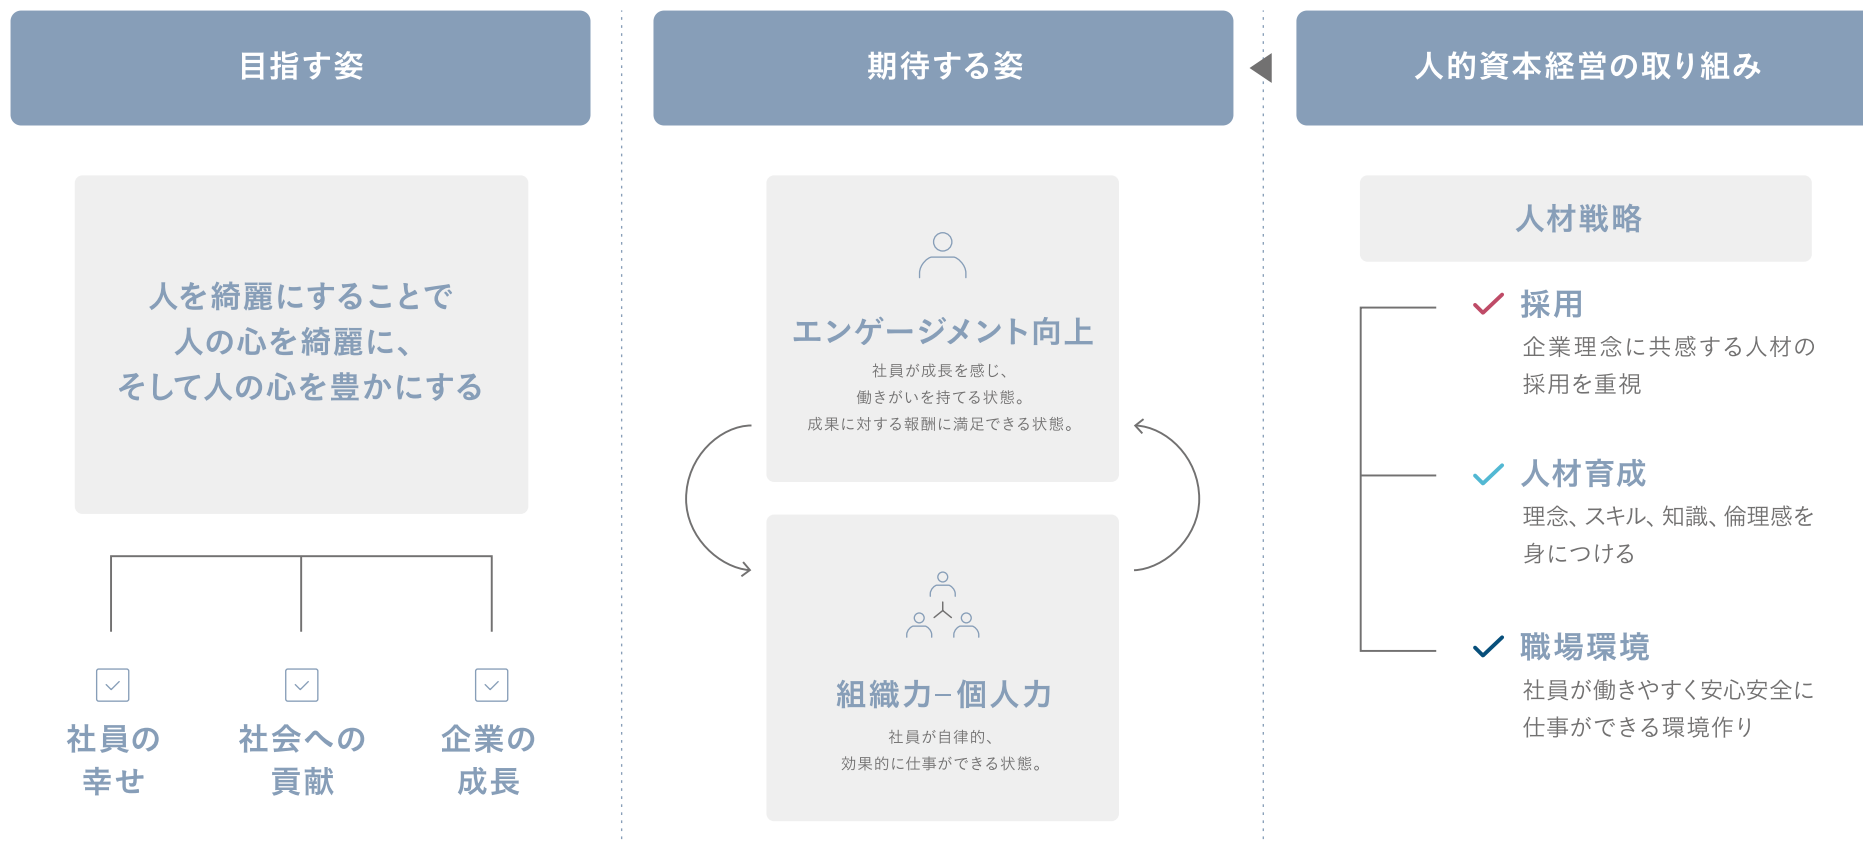 目指す姿
人を綺麗にすることで
人の心を綺麗に、
そして人の心を豊かにする
社員の
幸せ
社会への
貢献
企業の
成長
期待する姿
エンゲージメント向上
社員が成長を感じ、
働きがいを持てる状態。
成果に対する報酬に満足できる状態。
組織力−個人力
社員が自律的、
効果的に仕事ができる状態。
人的資本経営の取り組み
人材戦略
採用
企業理念に共感する人材の
採用を重視
人材育成
理念、スキル、知識、倫理感を
身につける
職場環境
社員が働きやすく安心安全に
仕事ができる環境作り